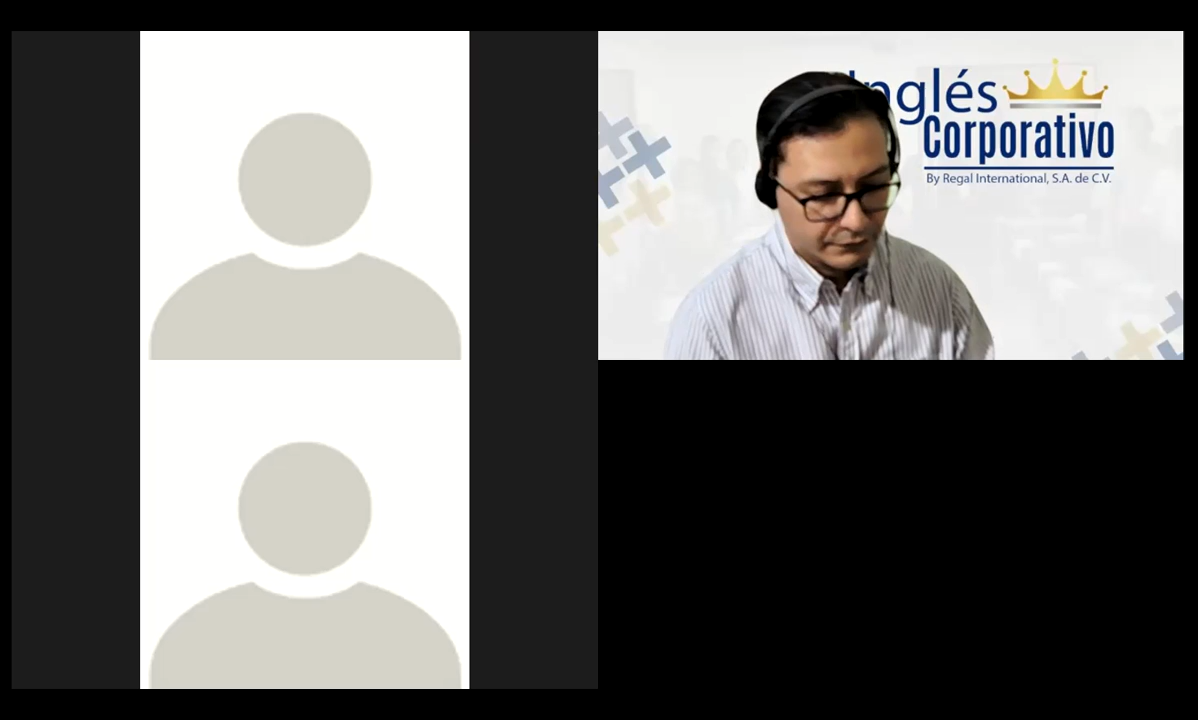 Inglés
Corporativo
By Regal International, S.A. de C.V.